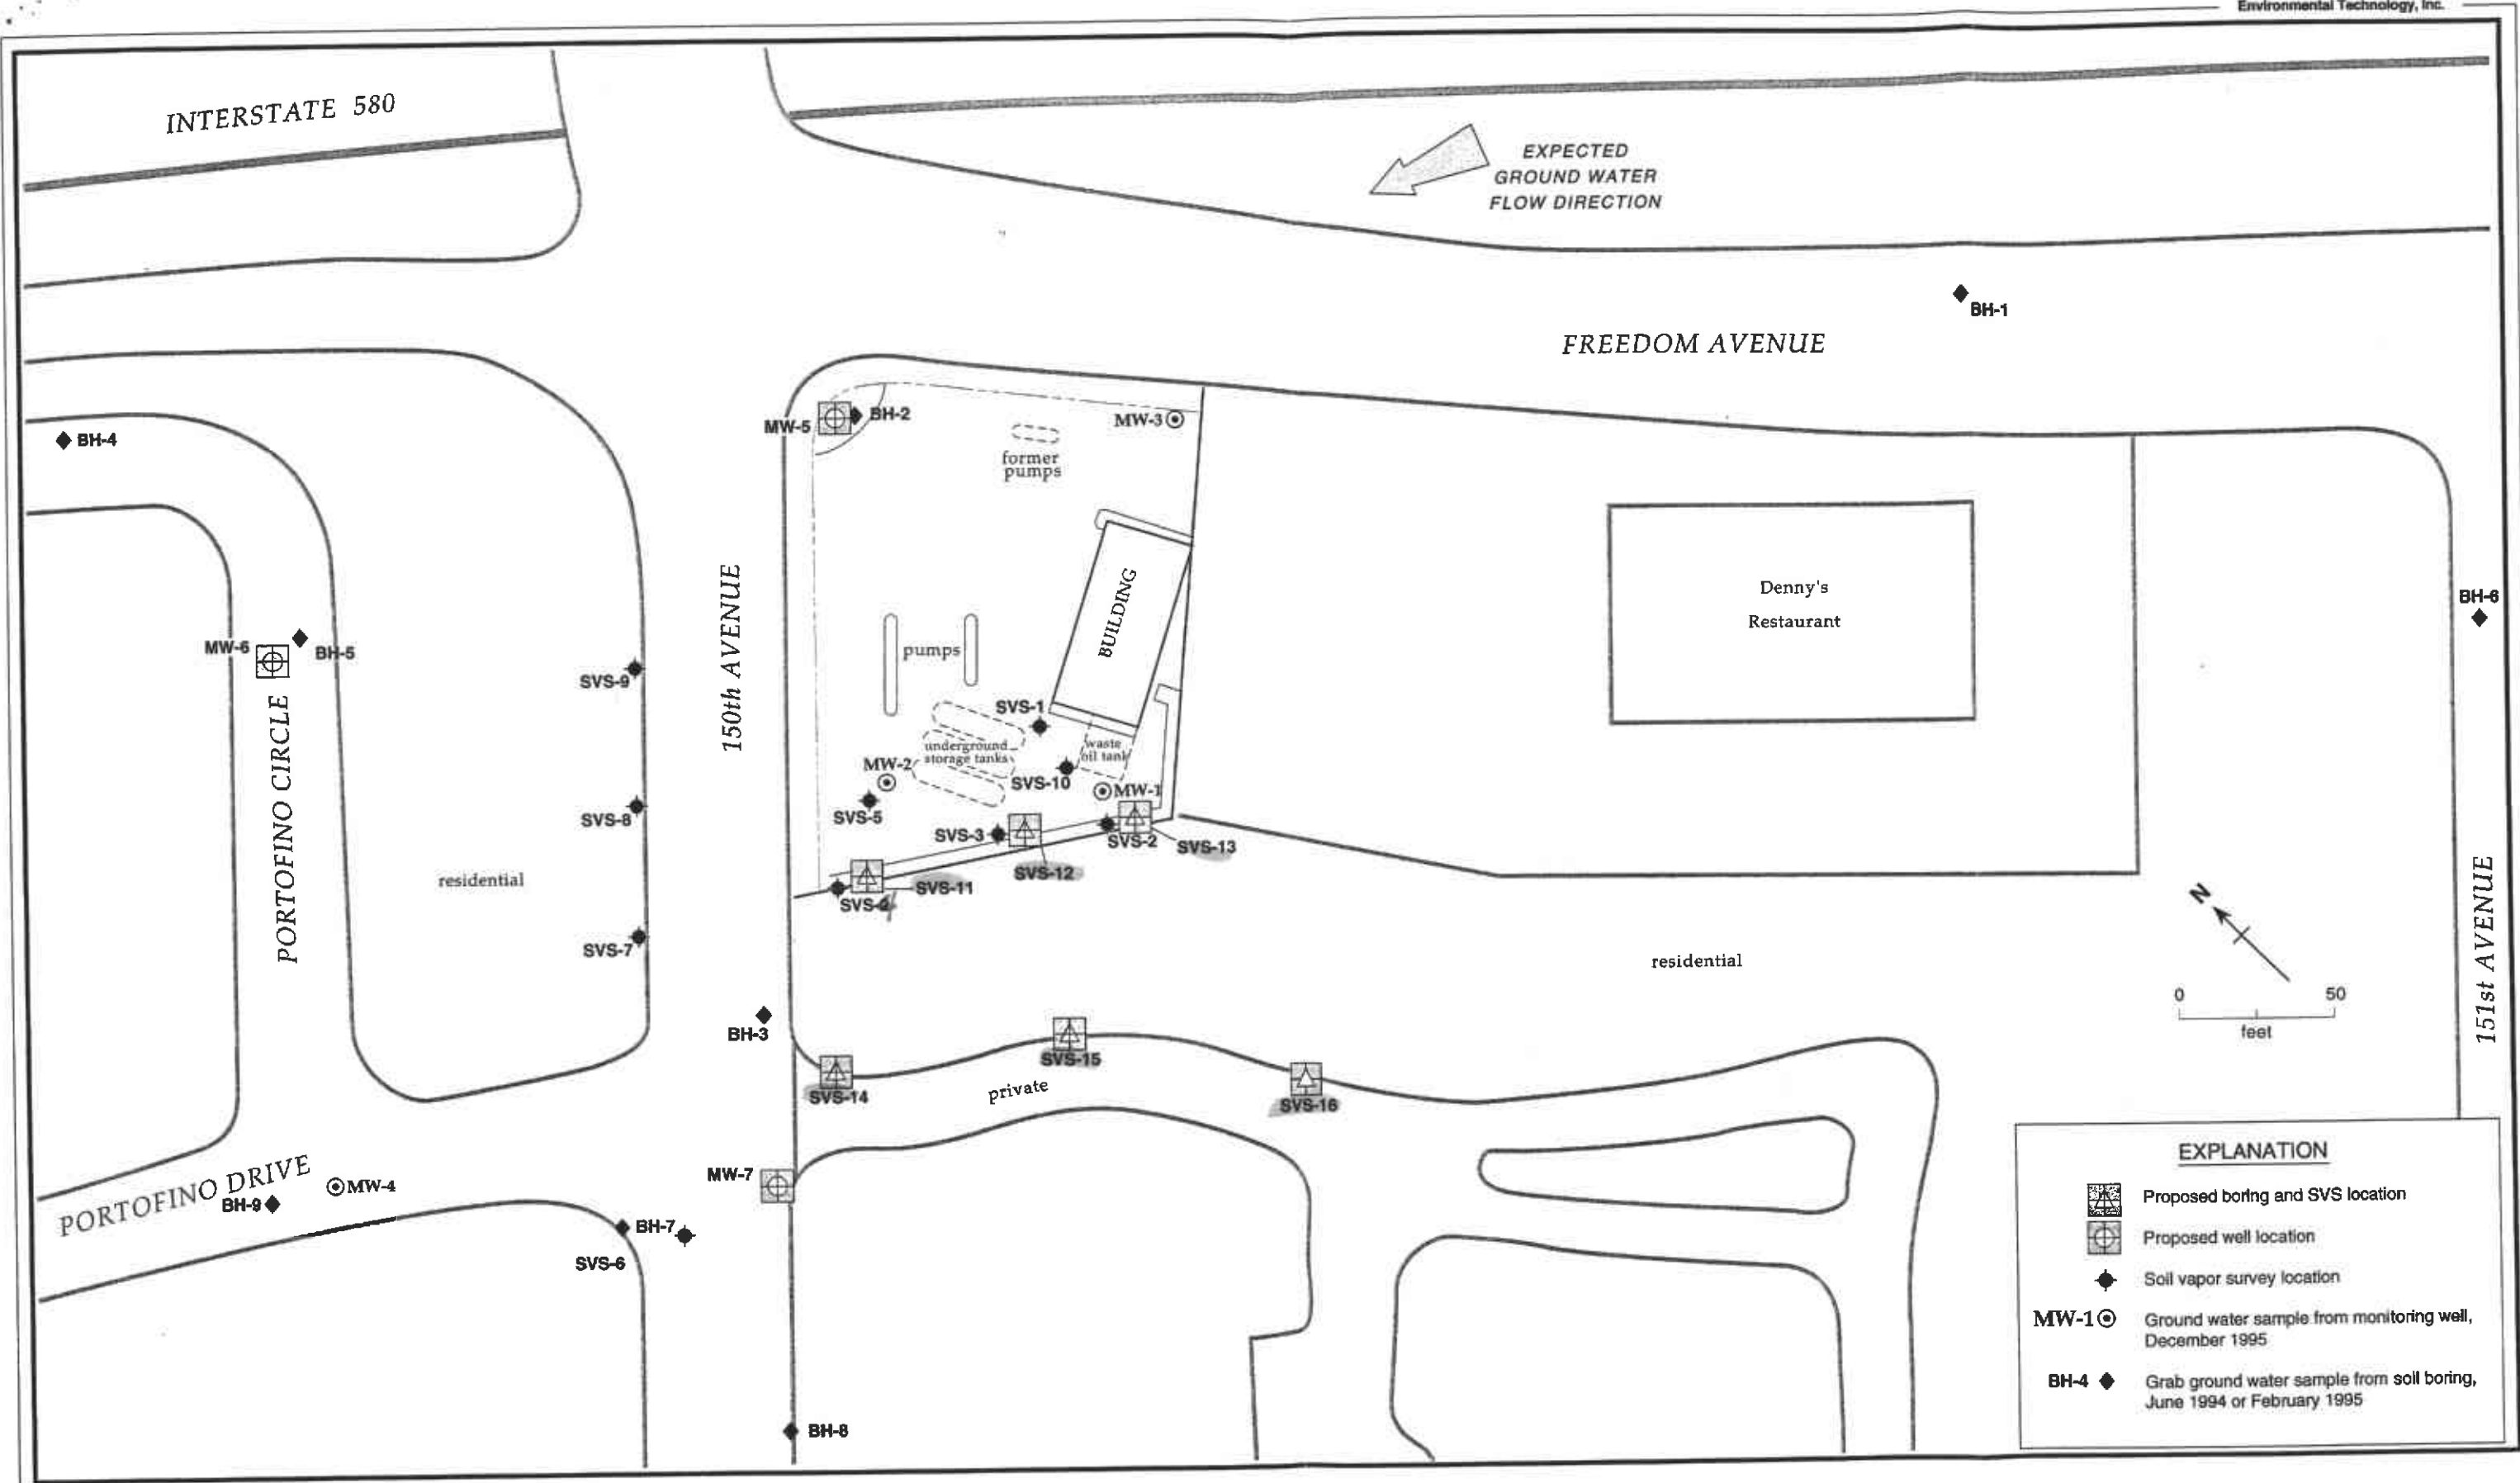 Environmental Technology, Inc.
INTERSTATE 580
EXPECTED
GROUND WATER
FLOW DIRECTION
BH-1
FREEDOM AVENUE
BH-4
MW-5
BH-2
MW-3
former
pumps
BUILDING
Denny's
Restaurant
BH-6
150th AVENUE
MW-6
BH-5
pumps
SVS-9
PORTOFINO CIRCLE
SVS-1
underground
storage tanks
waste
oil tank
MW-2
SVS-10
MW-1
SVS-8
SVS-5
SVS-3
SVS-2
SVS-13
SVS-12
residential
SVS-11
SVS-7
residential
N
0
50
feet
151st AVENUE
BH-3
SVS-15
SVS-14
private
SVS-16
MW-7
PORTOFINO DRIVE
BH-9
MW-4
BH-7
SVS-6
BH-8
EXPLANATION
Proposed boring and SVS location
Proposed well location
Soil vapor survey location
MW-1
Ground water sample from monitoring well,
December 1995
BH-4
Grab ground water sample from soil boring,
June 1994 or February 1995